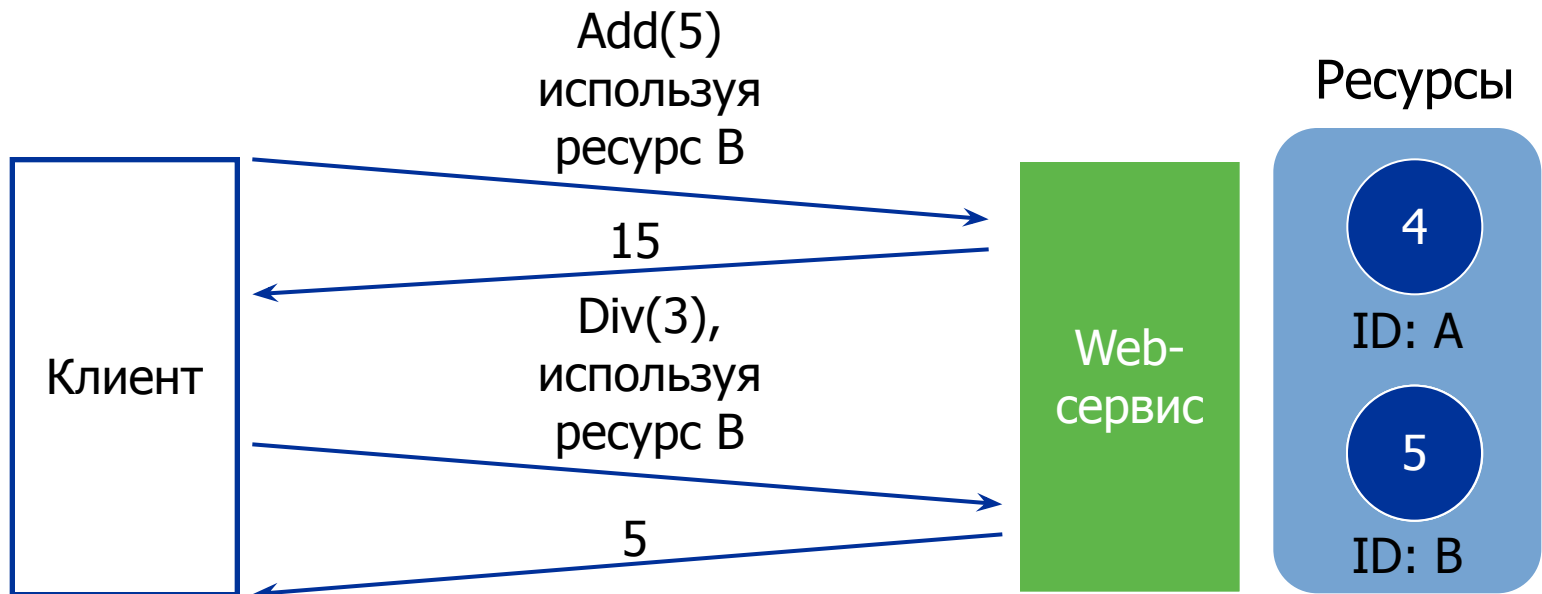 Add(5)
используя
ресурс B
15
Div(3),
используя
ресурс B
5
Клиент
Web-
сервис
Ресурсы
4
ID: A
5
ID: B